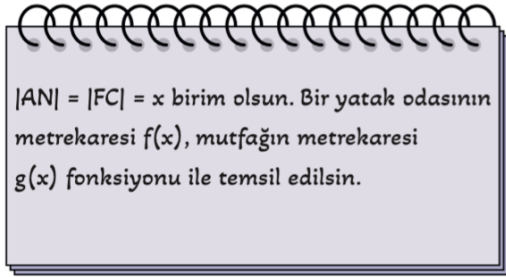 |AN| = |FC| = x birim olsun. Bir yatak odasının
metrekaresi f(x), mutfağın metrekaresi
g(x) fonksiyonu ile temsil edilsin.